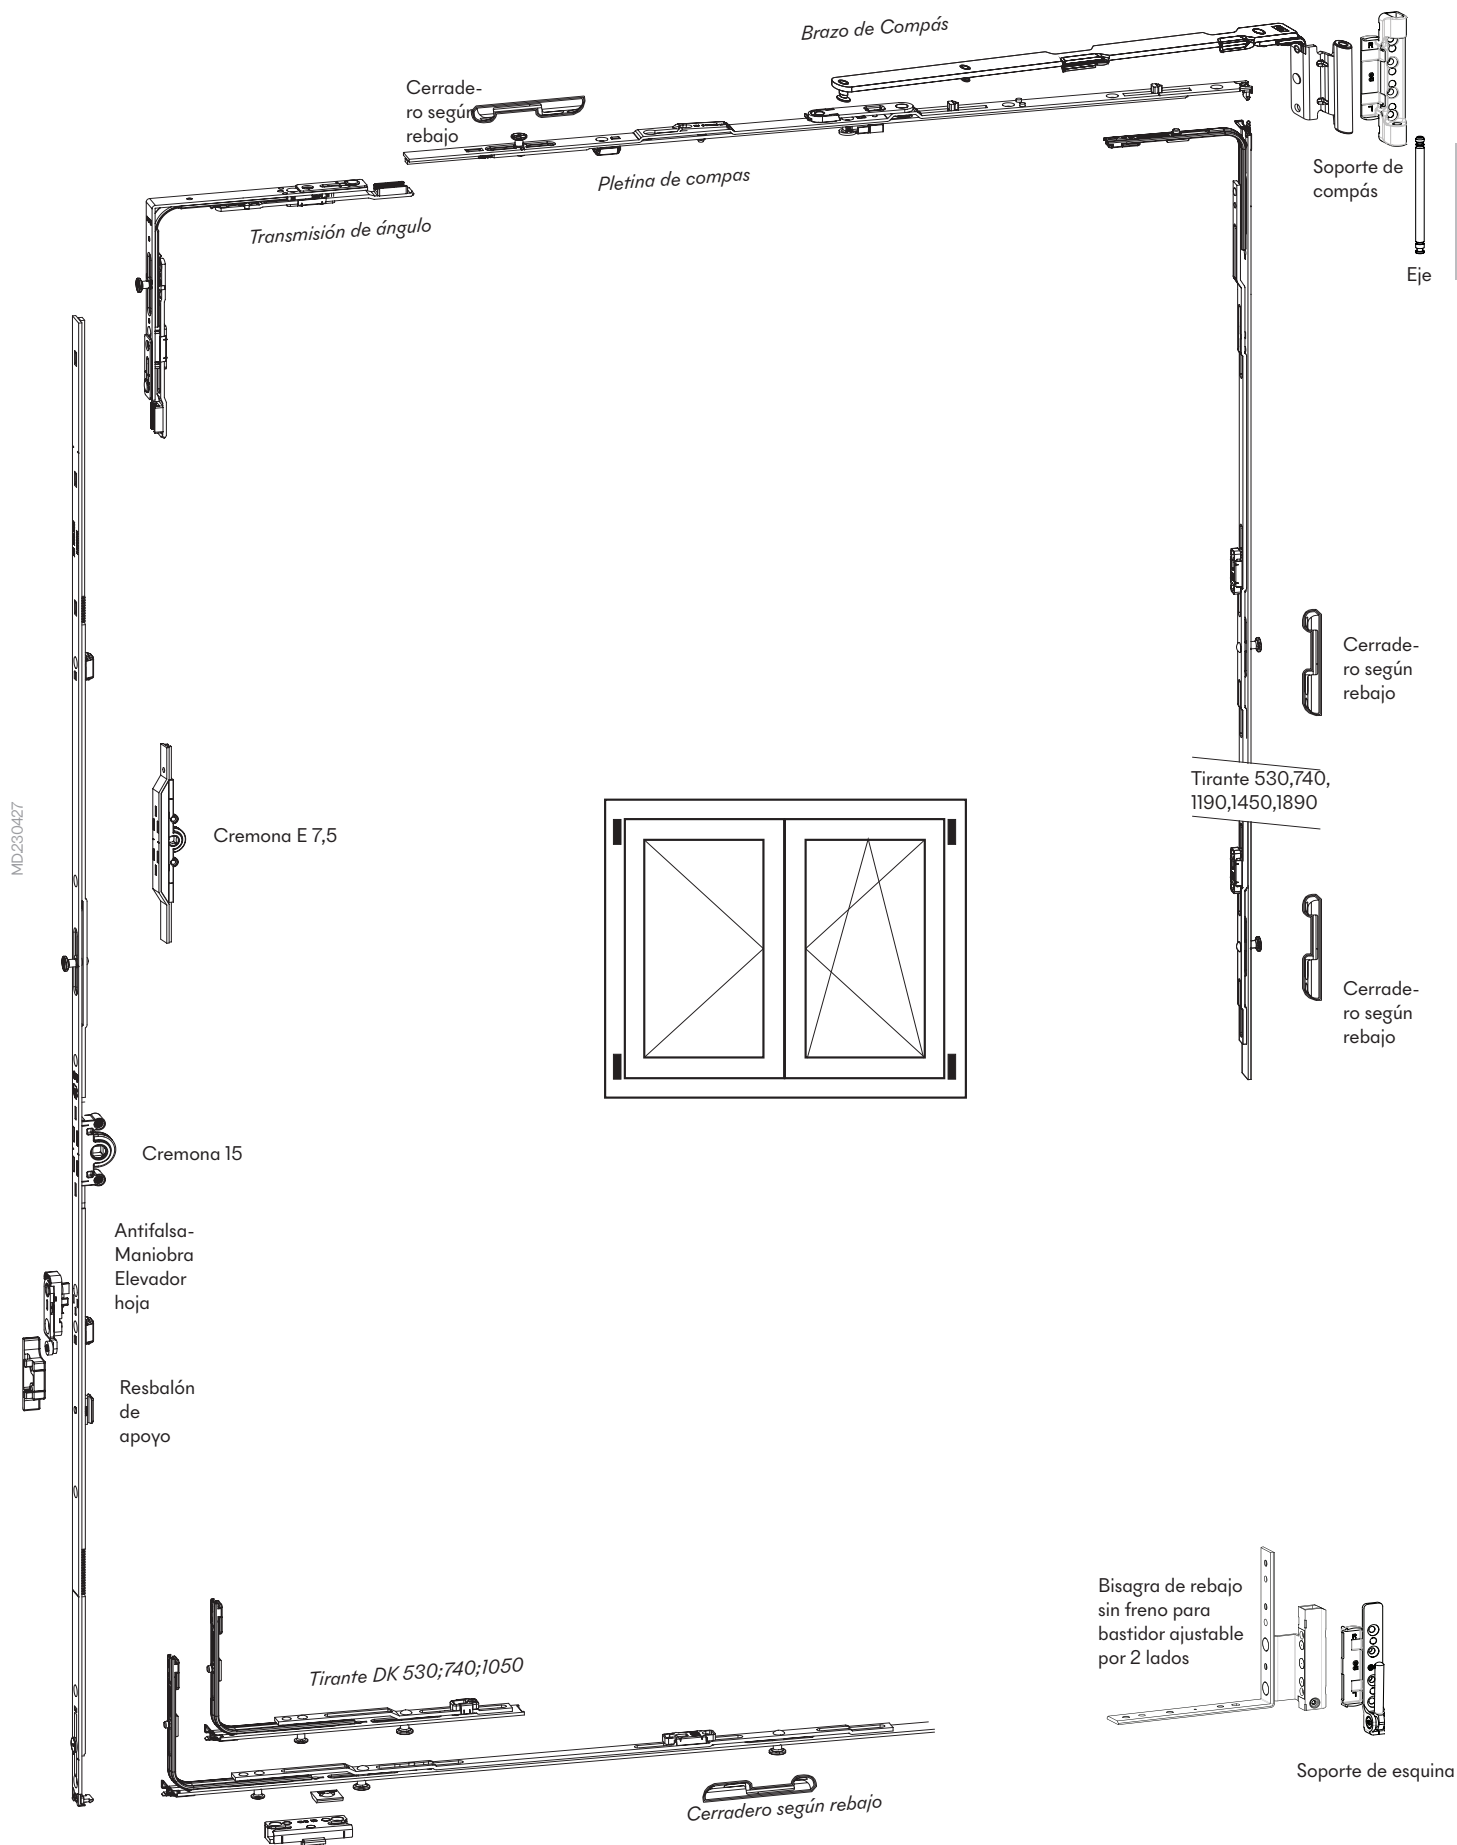 Brazo de Compás
Cerrade-
ro según
rebajo
Pletina de compas
Soporte de
compás
Transmisión de ángulo
Eje
Cerrade-
ro según
rebajo
Tirante 530,740,
1190,1450,1890
MD230427
Cremona E 7,5
Cerrade-
ro según
rebajo
Cremona 15
Antifalsa-
Maniobra
Elevador
hoja
Resbalón
de
apoyo
Bisagra de rebajo
sin freno para
bastidor ajustable
por 2 lados
Tirante DK 530;740;1050
Soporte de esquina
Cerradero según rebajo